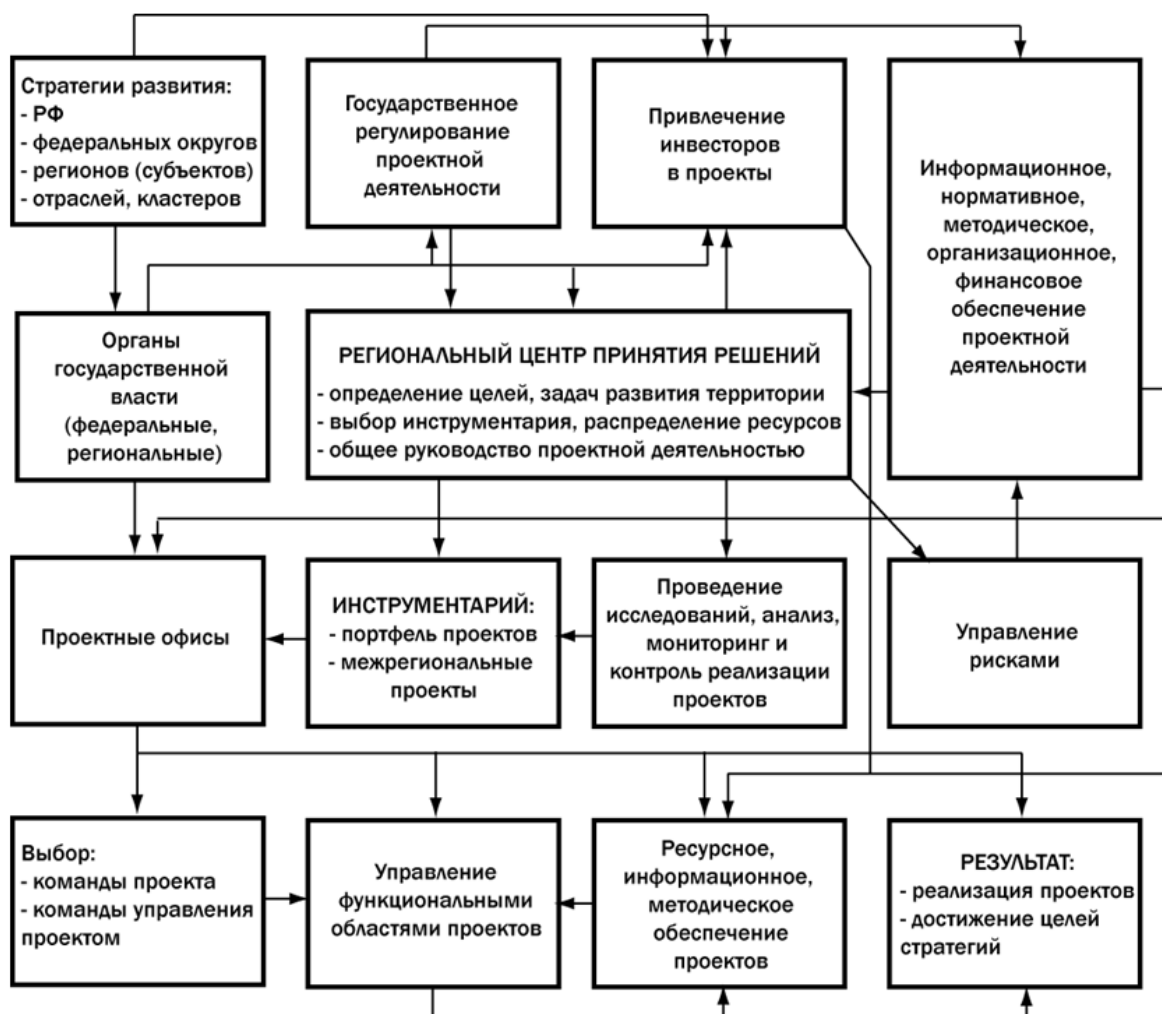 Стратегии развития:
- РФ
- федеральных округов
- регионов (субъектов)
- отраслей, кластеров
Государственное
регулирование
проектной
деятельности
Привлечение
инвесторов
в проекты
Информационное,
нормативное,
методическое,
организационное,
финансовое
обеспечение
проектной
деятельности
Органы
государственной
власти
(федеральные,
региональные)
РЕГИОНАЛЬНЫЙ ЦЕНТР ПРИНЯТИЯ РЕШЕНИЙ
- определение целей, задач развития территории
- выбор инструментария, распределение ресурсов
- общее руководство проектной деятельностью
Проектные офисы
ИНСТРУМЕНТАРИЙ:
- портфель проектов
- межрегиональные
проекты
Проведение
исследований, анализ,
мониторинг и
контроль реализации
проектов
Управление
рисками
Выбор:
- команды проекта
- команды управления
проектом
Управление
функциональными
областями проектов
Ресурсное,
информационное,
методическое
обеспечение
проектов
РЕЗУЛЬТАТ:
- реализация проектов
- достижение целей
стратегий